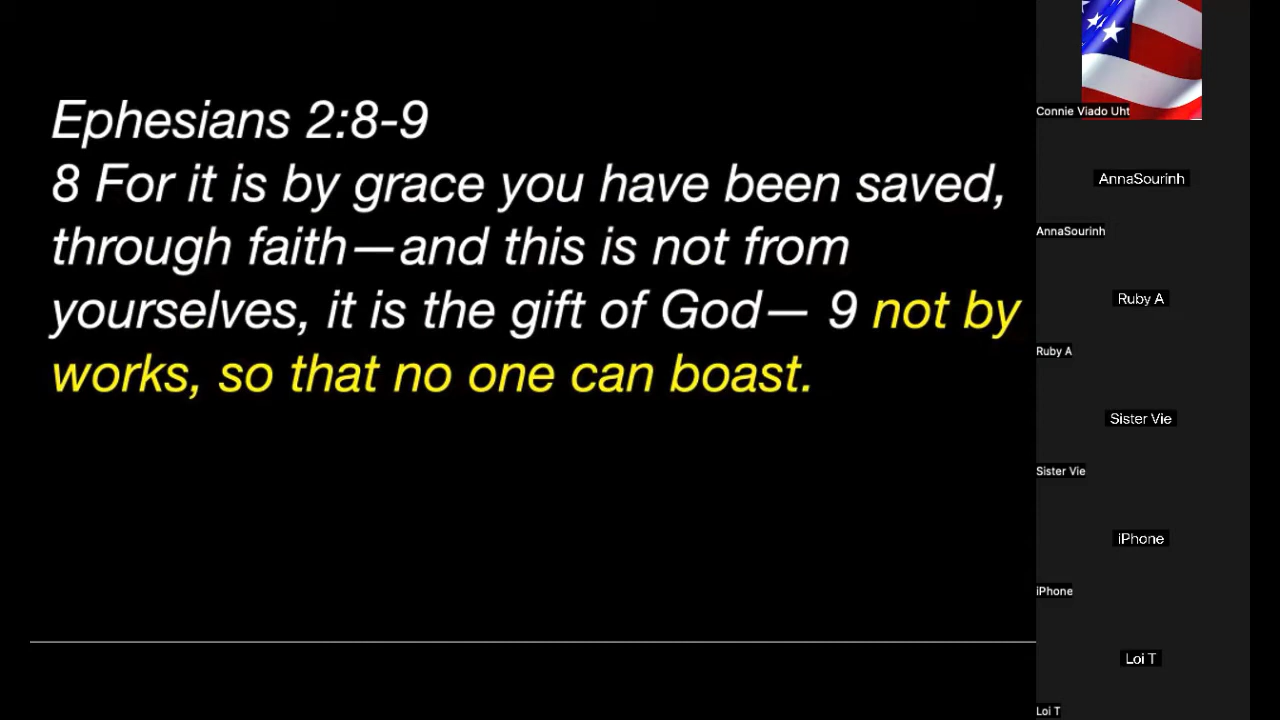 Ephesians 2:8-9
8 For it is by grace you have been saved,
through faith—and this is not from
yourselves, it is the gift of God— 9 not by
works, so that no one can boast.
Connie Viado Uht
AnnaSourinh
AnnaSourinh
Ruby A
Ruby A
Sister Vie
Sister Vie
iPhone
iPhone
Loi T
Loi T